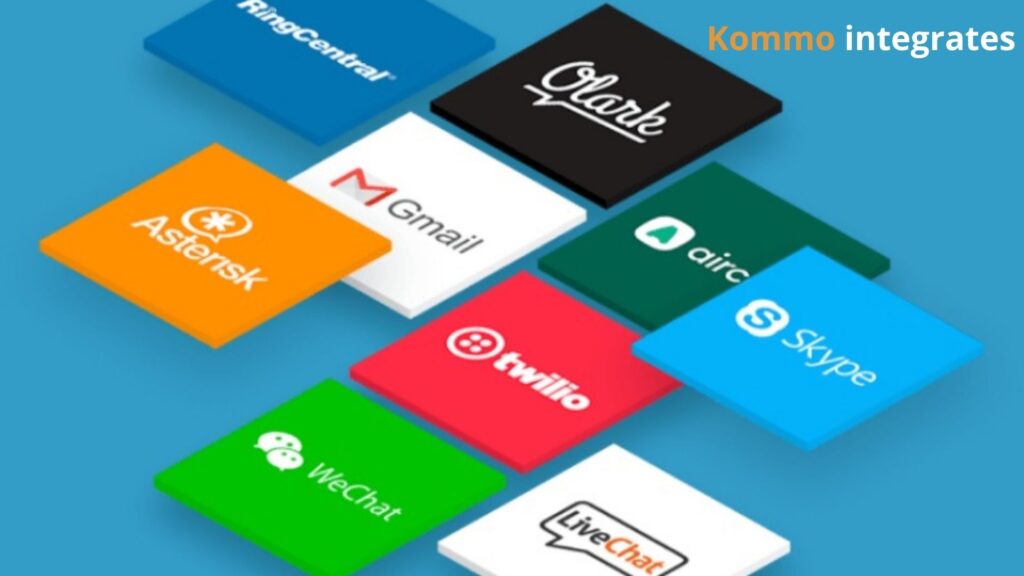 Kommo integrates
RingCentral
Olark
Gmail
Asterisk
airc
Skype
twilio
WeChat
LiveChat